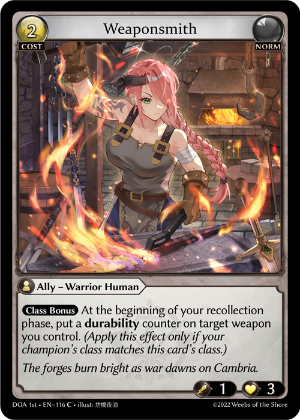 2
COST
Weaponsmith
NORM
Ally – Warrior Human
Class Bonus At the beginning of your recollection
phase, put a durability counter on target weapon
you control. (Apply this effect only if your
champion's class matches this card's class.)
The forges burn bright as war dawns on Cambria.
1
3
DOA 1st • EN–116 C • illust:
©2022 Weebs of the Shore